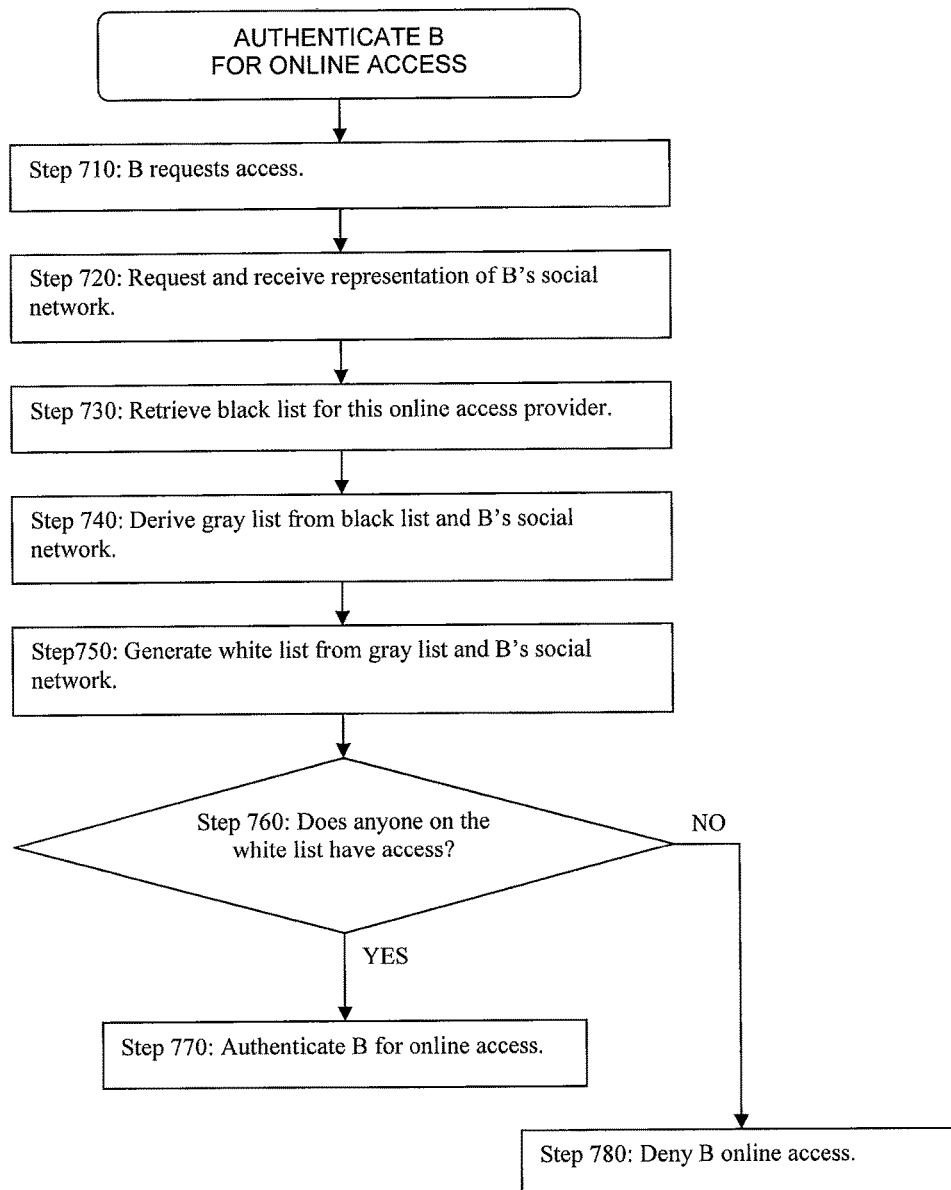 AUTHENTICATE B
FOR ONLINE ACCESS
Step 710: B requests access.
Step 720: Request and receive representation of B's social
network.
Step 730: Retrieve black list for this online access provider.
Step 740: Derive gray list from black list and B's social
network.
Step750: Generate white list from gray list and B's social
network.
Step 760: Does anyone on the
white list have access?
NO
YES
Step 770: Authenticate B for online access.
Step 780: Deny B online access.